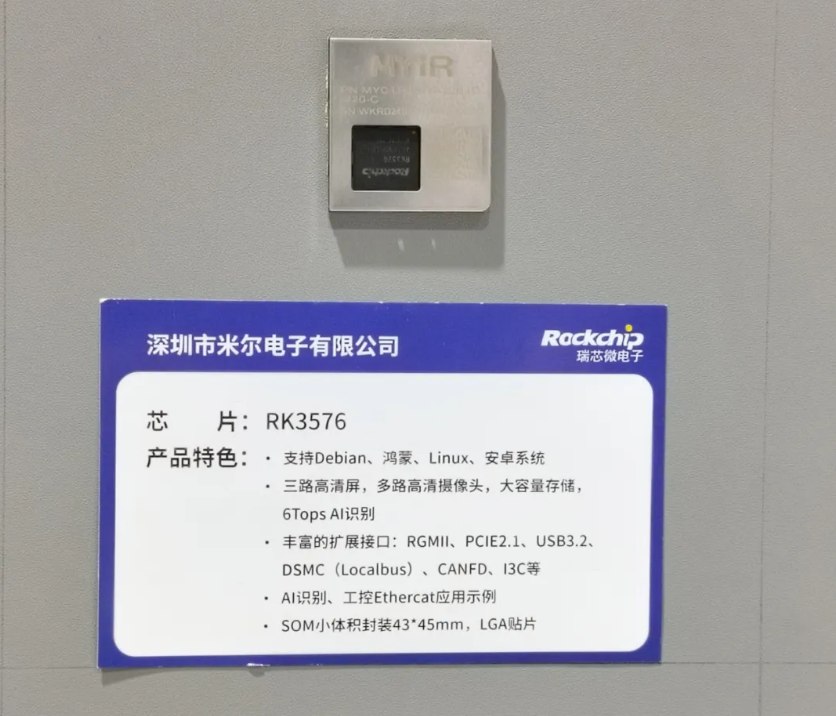 MYIR
深圳市米尔电子有限公司
Rockchip
瑞芯微电子
芯 片：RK3576
产品特色：· 支持Debian、鸿蒙、Linux、安卓系统
· 三路高清屏，多路高清摄像头，大容量存储，
6Tops AI识别
· 丰富的扩展接口：RGMII、PCIE2.1、USB3.2、
DSMC（Localbus）、CANFD、I3C等
· AI识别、工控Ethercat应用示例
· SOM小体积封装43*45mm，LGA贴片
Rockchip
RK3576